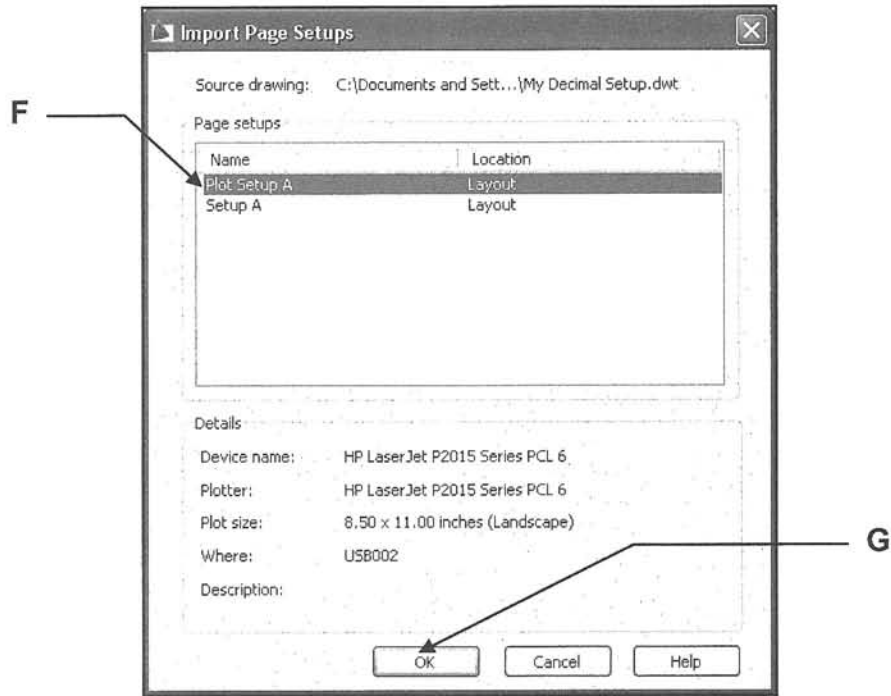 Import Page Setups
Source drawing: C:\Documents and Sett...\My Decimal Setup.dwt
F
Page setups
Name Location
Plot Setup A Layout
Setup A Layout
Details
Device name: HP LaserJet P2015 Series PCL 6
Plotter: HP LaserJet P2015 Series PCL 6
Plot size: 8.50 x 11.00 inches (Landscape)
Where: USB002
G
Description:
OK Cancel Help